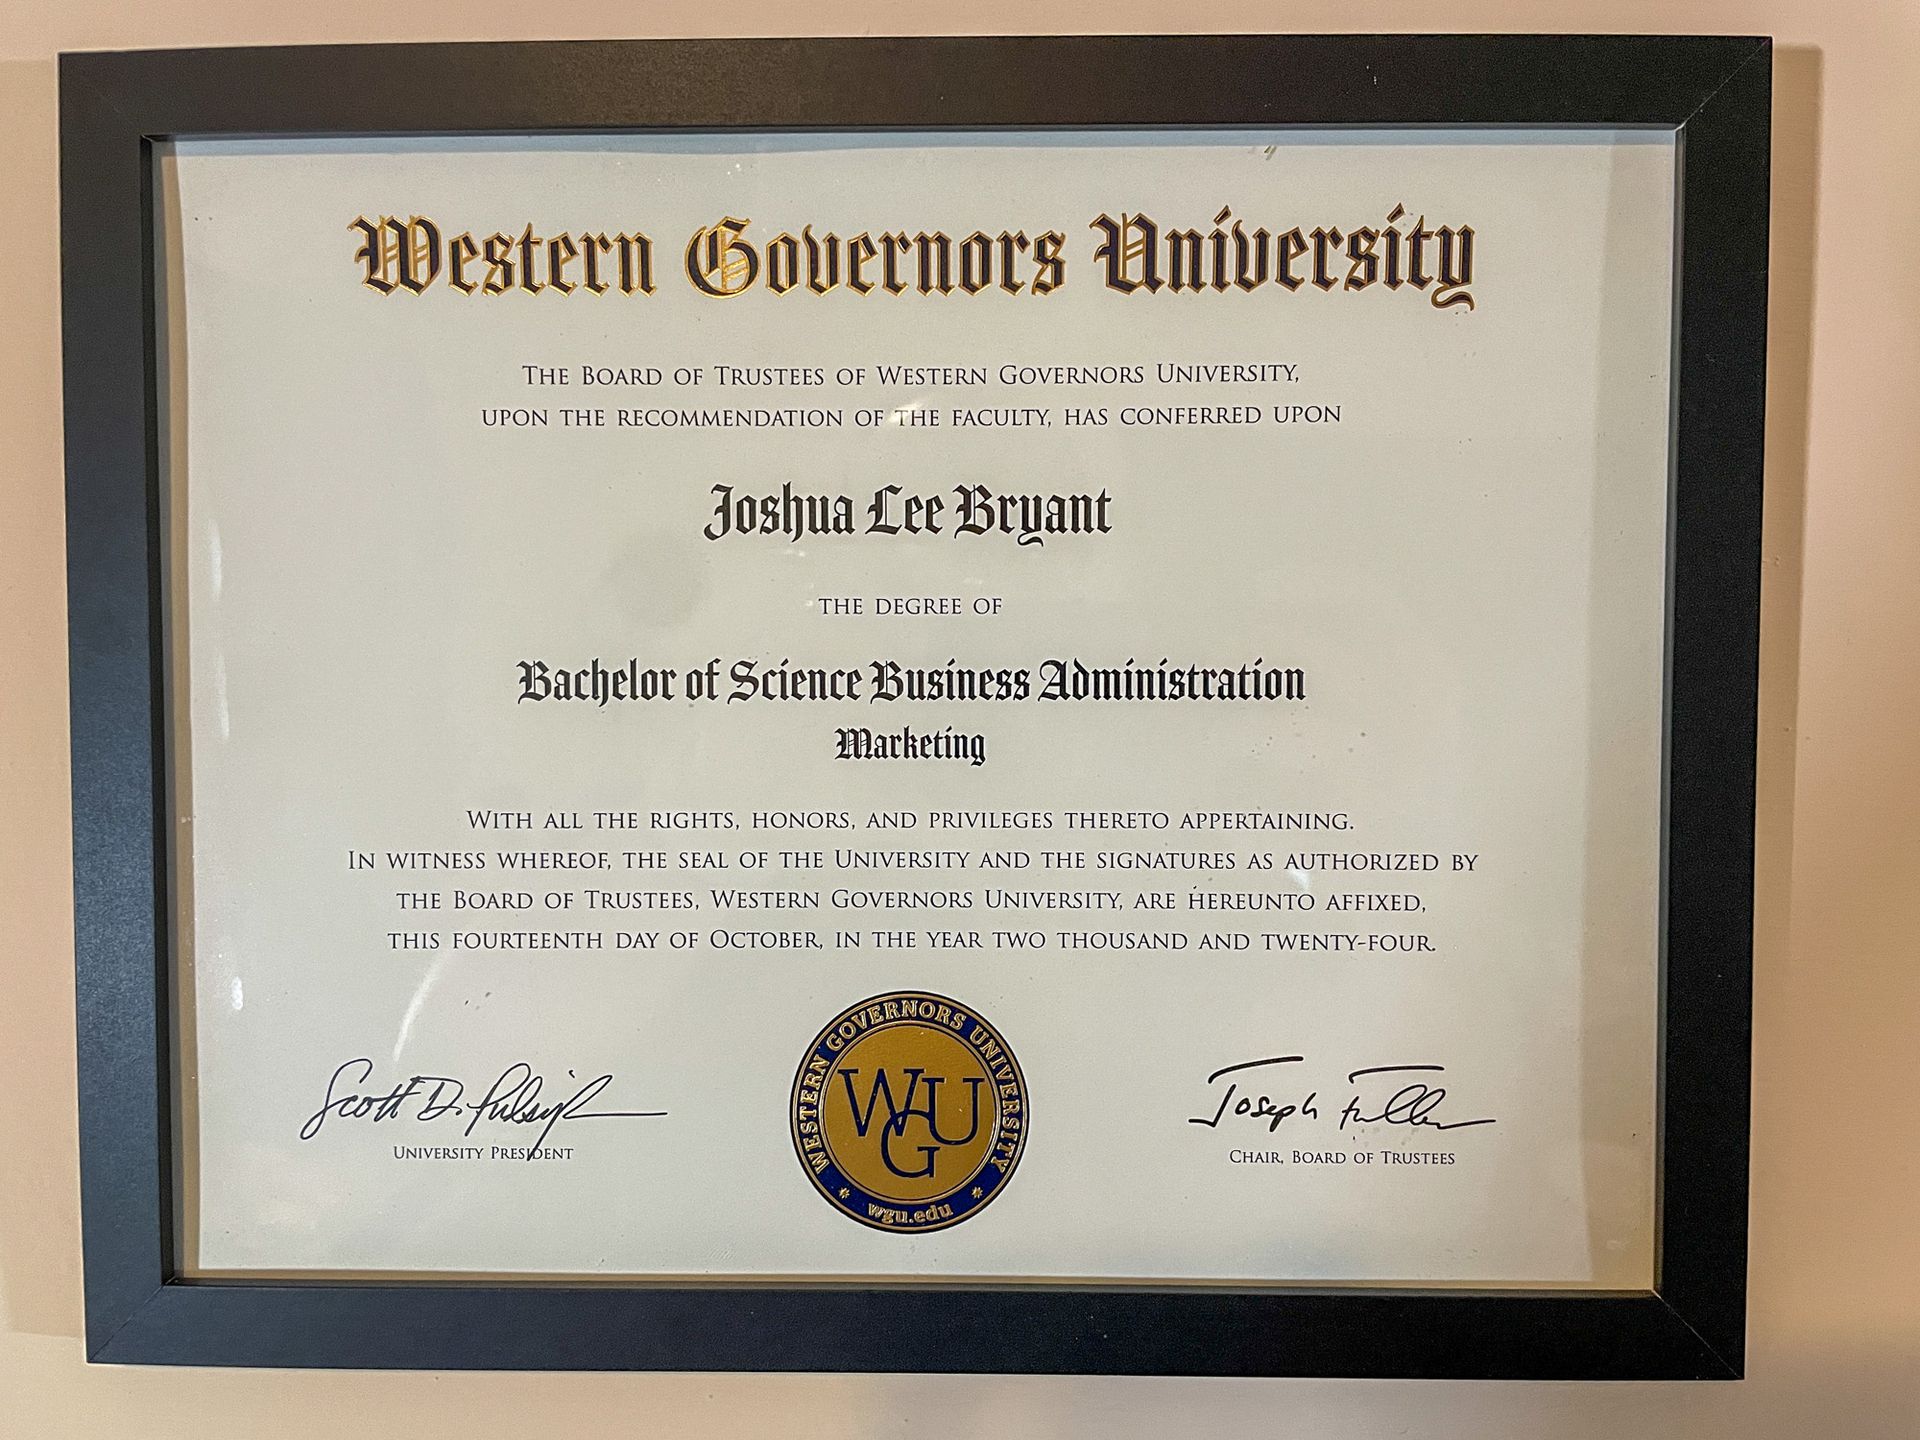 Western Governors University
The Board of Trustees of Western Governors University,
upon the recommendation of the faculty, has conferred upon
Joshua Lee Bryant
the degree of
Bachelor of Science Business Administration
Marketing
With all the rights, honors, and privileges thereto appertaining.
In witness whereof, the seal of the University and the signatures as authorized by
the Board of Trustees, Western Governors University, are hereunto affixed,
this fourteenth day of October, in the year two thousand and twenty-four.
Scott D.
University President
WESTERN GOVERNORS UNIVERSITY
WGU
wgu.edu
Joseph Fuller
Chair, Board of Trustees